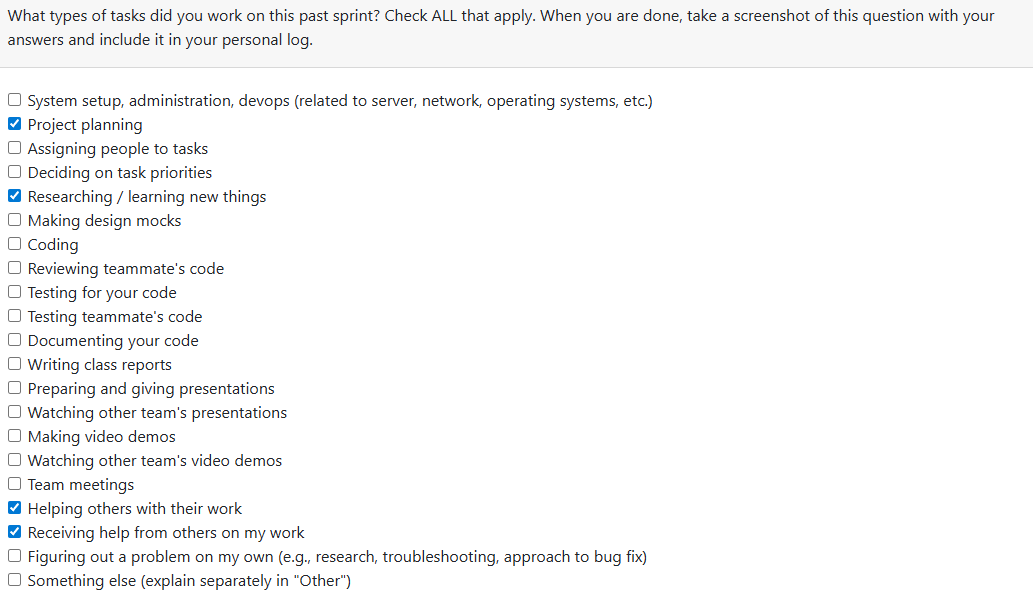 What types of tasks did you work on this past sprint? Check ALL that apply. When you are done, take a screenshot of this question with your
answers and include it in your personal log.
System setup, administration, devops (related to server, network, operating systems, etc.)
Project planning
Assigning people to tasks
Deciding on task priorities
Researching / learning new things
Making design mocks
Coding
Reviewing teammate's code
Testing for your code
Testing teammate's code
Documenting your code
Writing class reports
Preparing and giving presentations
Watching other team's presentations
Making video demos
Watching other team's video demos
Team meetings
Helping others with their work
Receiving help from others on my work
Figuring out a problem on my own (e.g., research, troubleshooting, approach to bug fix)
Something else (explain separately in "Other")